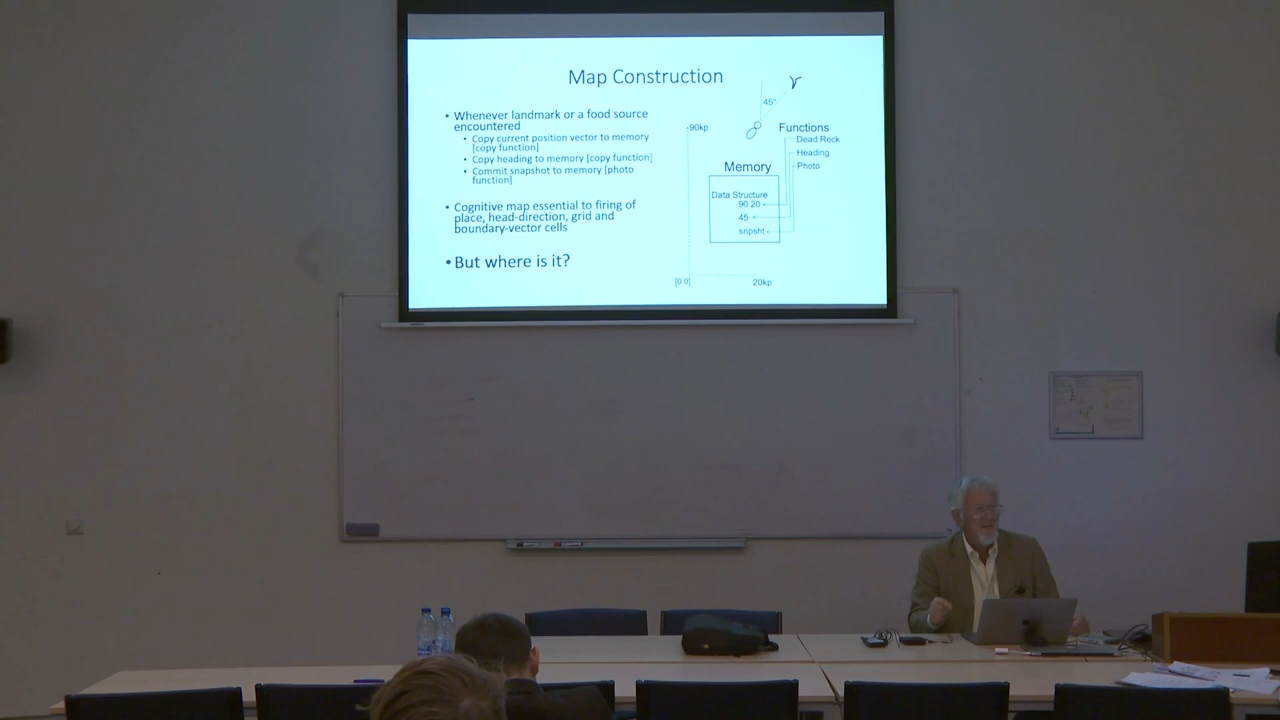 Map Construction
• Whenever landmark or a food source
encountered
• Copy current position vector to memory
[copy function]
• Copy heading to memory [copy function]
• Commit snapshot to memory [photo
function]
• Cognitive map essential to firing of
place, head-direction, grid and
boundary-vector cells
• But where is it?
45°
90kp
Functions
Dead Reck
Heading
Photo
Memory
Data Structure
90 20
45
snpsht
[0 0]
20kp